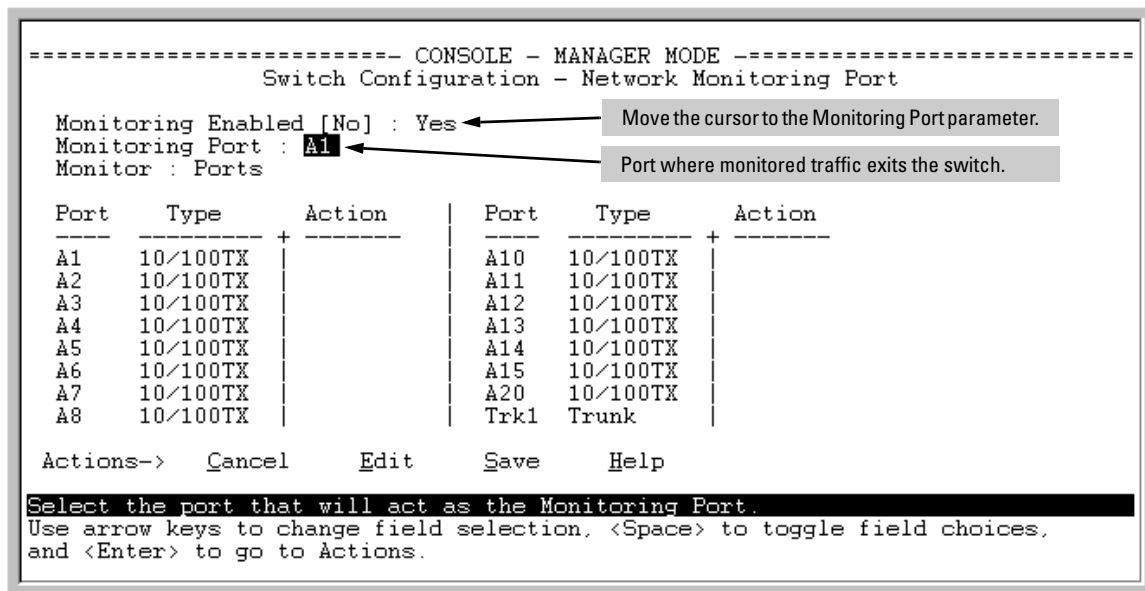 ============================- CONSOLE - MANAGER MODE -============================
Switch Configuration - Network Monitoring Port
Monitoring Enabled [No] : Yes
Move the cursor to the Monitoring Port parameter.
Monitoring Port : A1
Port where monitored traffic exits the switch.
Monitor : Ports
Port Type Action | Port Type Action
---- --------- + ------- | ---- --------- + -------
A1 10/100TX | | A10 10/100TX |
A2 10/100TX | | A11 10/100TX |
A3 10/100TX | | A12 10/100TX |
A4 10/100TX | | A13 10/100TX |
A5 10/100TX | | A14 10/100TX |
A6 10/100TX | | A15 10/100TX |
A7 10/100TX | | A20 10/100TX |
A8 10/100TX | | Trk1 Trunk |
Actions-> Cancel Edit Save Help
Select the port that will act as the Monitoring Port.
Use arrow keys to change field selection, <Space> to toggle field choices,
and <Enter> to go to Actions.